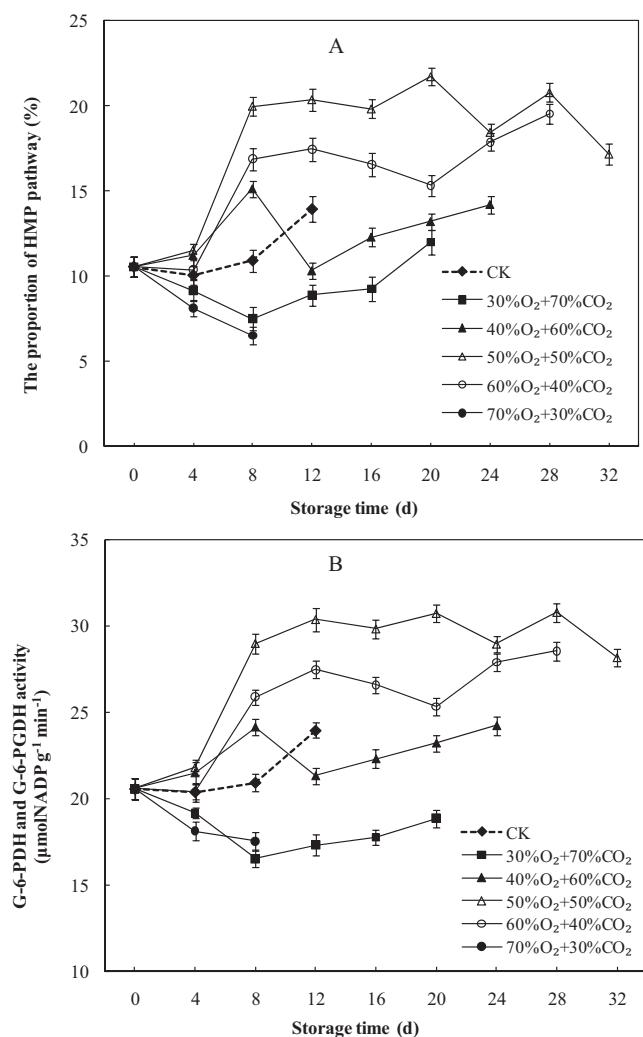 A
The proportion of HMP pathway (%)
25
20
15
10
5
0
CK
30%O₂+70%CO₂
40%O₂+60%CO₂
50%O₂+50%CO₂
60%O₂+40%CO₂
70%O₂+30%CO₂
0 4 8 12 16 20 24 28 32
Storage time (d)
B
G-6-PDH and G-6-PGDH activity
(μmolNADP g⁻¹ min⁻¹)
35
30
25
20
15
10
CK
30%O₂+70%CO₂
40%O₂+60%CO₂
50%O₂+50%CO₂
60%O₂+40%CO₂
70%O₂+30%CO₂
0 4 8 12 16 20 24 28 32
Storage time (d)